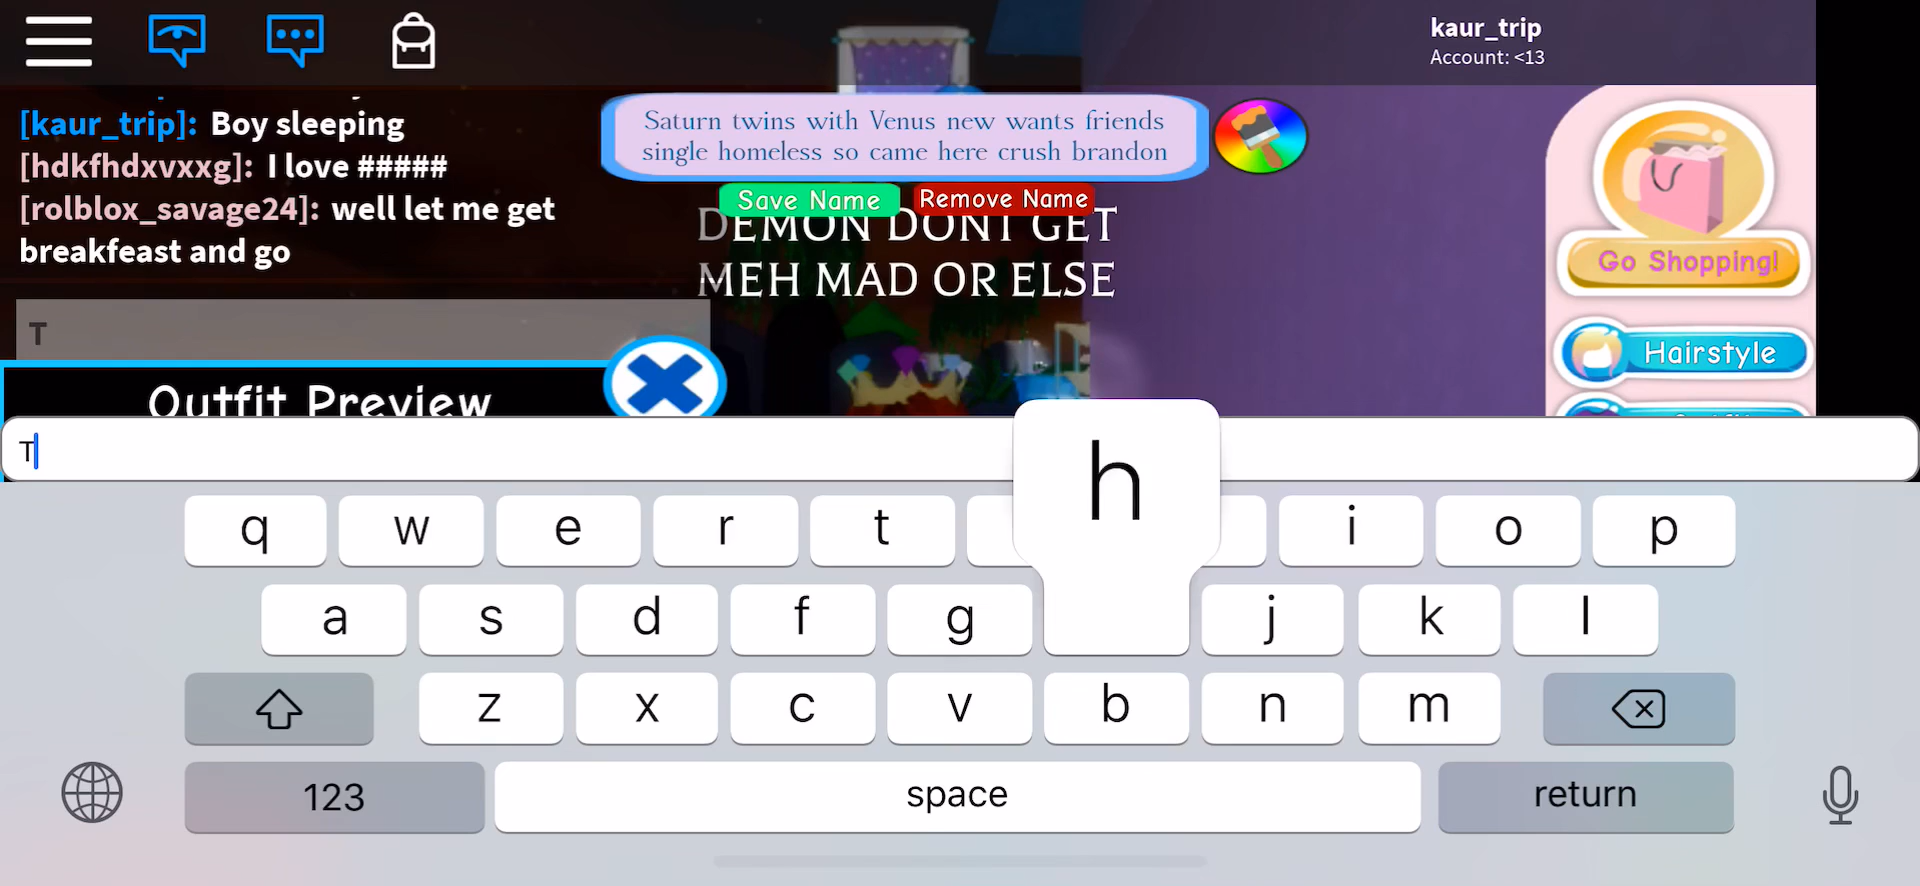 kaur_trip
Account: <13
[kaur_trip]: Boy sleeping
[hdkfhdxvxxg]: I love #####
[rolblox_savage24]: well let me get
breakfeast and go
Saturn twins with Venus new wants friends
single homeless so came here crush brandon
Save Name
Remove Name
DEMON DONT GET
MEH MAD OR ELSE
Go Shopping!
Hairstyle
T
Outfit Preview
T
h
q w e r t i o p
a s d f g j k l
z x c v b n m
123 space return